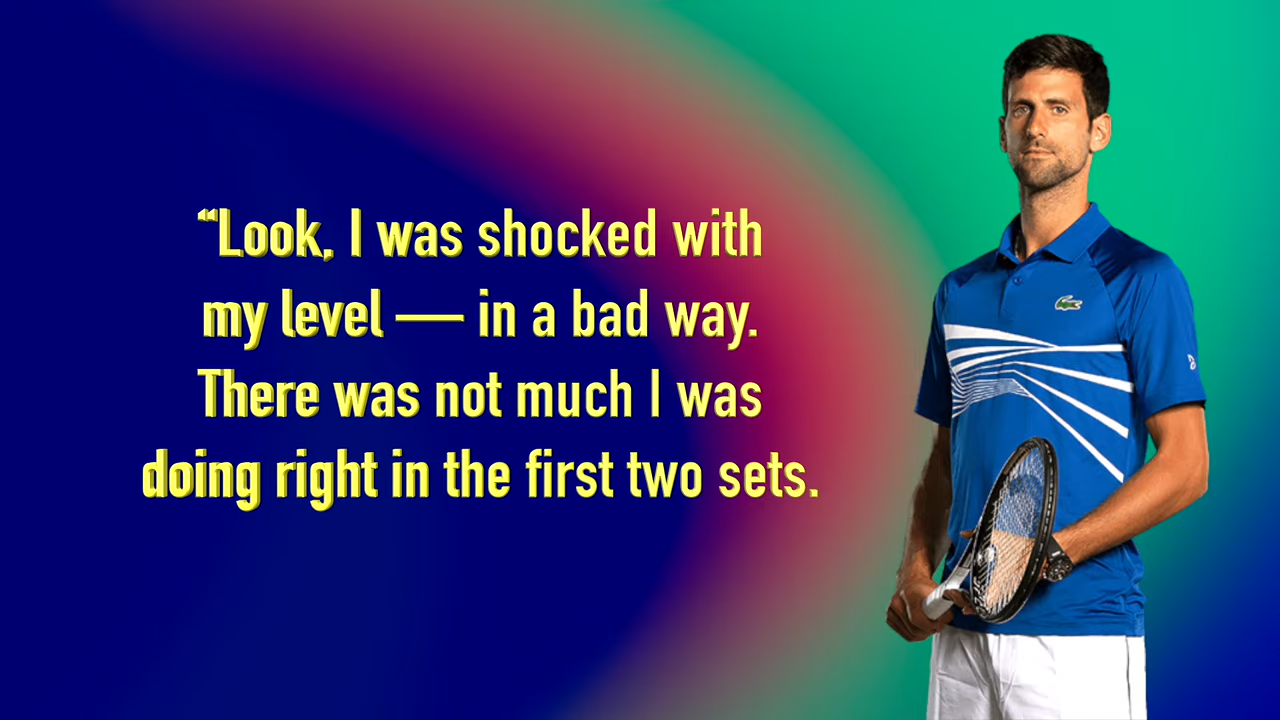 “Look, I was shocked with
my level — in a bad way.
There was not much I was
doing right in the first two sets.